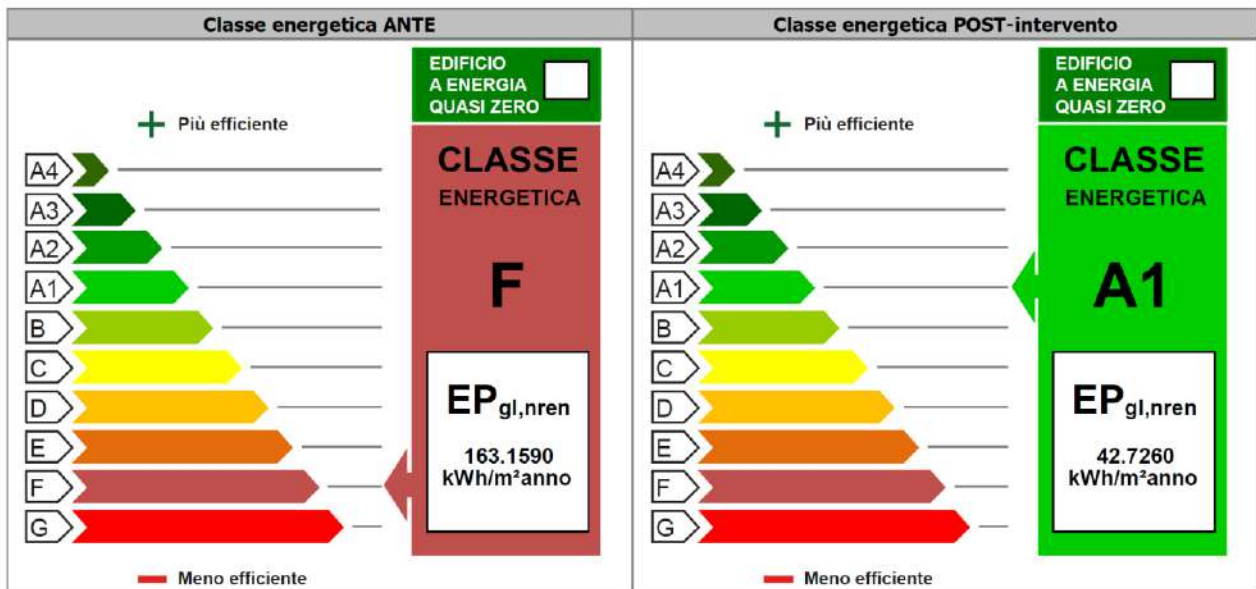 Classe energetica ANTE
EDIFICIO
A ENERGIA
QUASI ZERO
Più efficiente
CLASSE
ENERGETICA
A4
A3
A2
A1
B
C
D
E
F
G
F
EPgl,nren
163.1590
kWh/m²anno
Meno efficiente
Classe energetica POST-intervento
EDIFICIO
A ENERGIA
QUASI ZERO
Più efficiente
CLASSE
ENERGETICA
A4
A3
A2
A1
B
C
D
E
F
G
A1
EPgl,nren
42.7260
kWh/m²anno
Meno efficiente